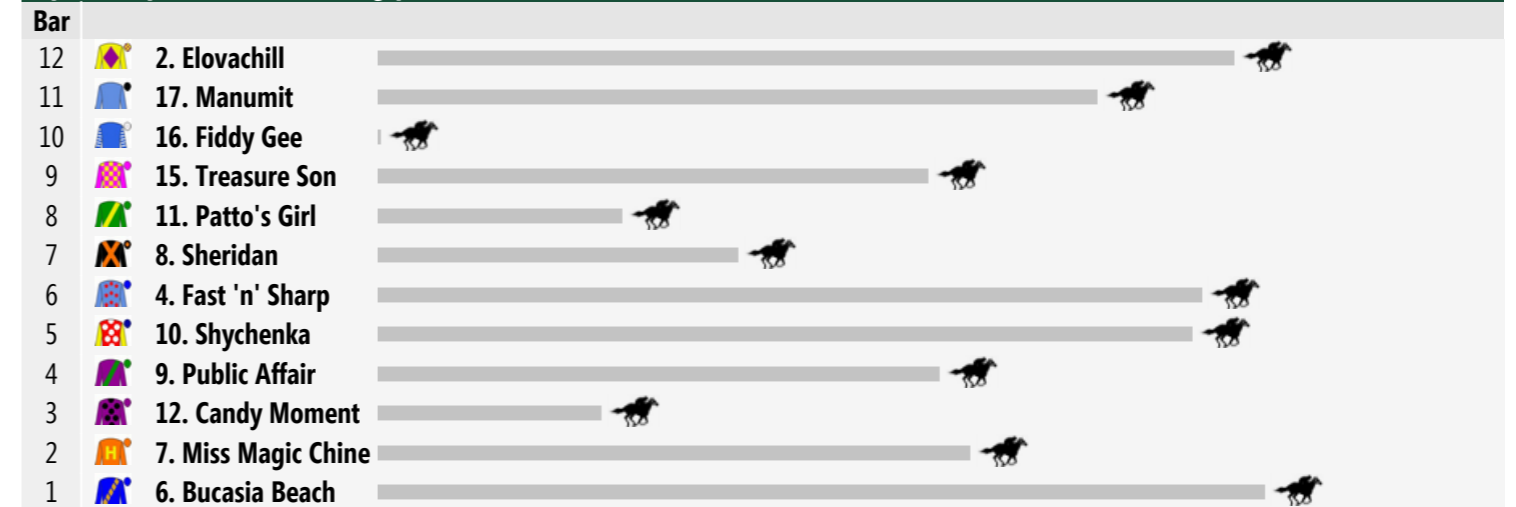 Bar
12 2. Elovachill
11 17. Manumit
10 16. Fiddy Gee
9 15. Treasure Son
8 11. Patto's Girl
7 8. Sheridan
6 4. Fast 'n' Sharp
5 10. Shychenka
4 9. Public Affair
3 12. Candy Moment
2 H 7. Miss Magic Chine
1 6. Bucasia Beach